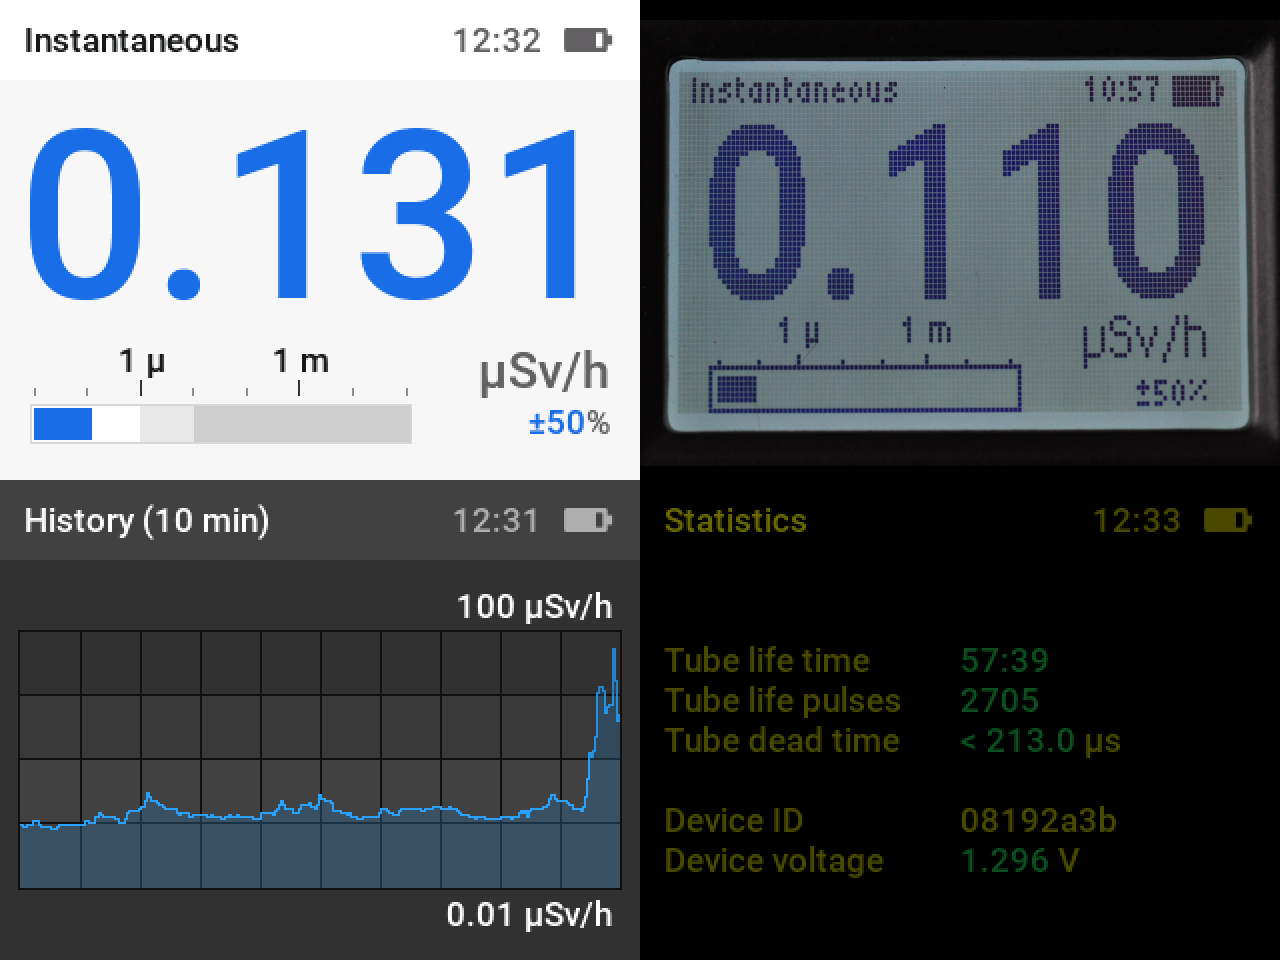 Instantaneous 12:32
0.131
1 µ 1 m
µSv/h
±50%
Instantaneous 10:57
0.110
1 µ 1 m
µSv/h
±50%
History (10 min) 12:31
100 µSv/h
0.01 µSv/h
Statistics 12:33
Tube life time 57:39
Tube life pulses 2705
Tube dead time < 213.0 µs
Device ID 08192a3b
Device voltage 1.296 V